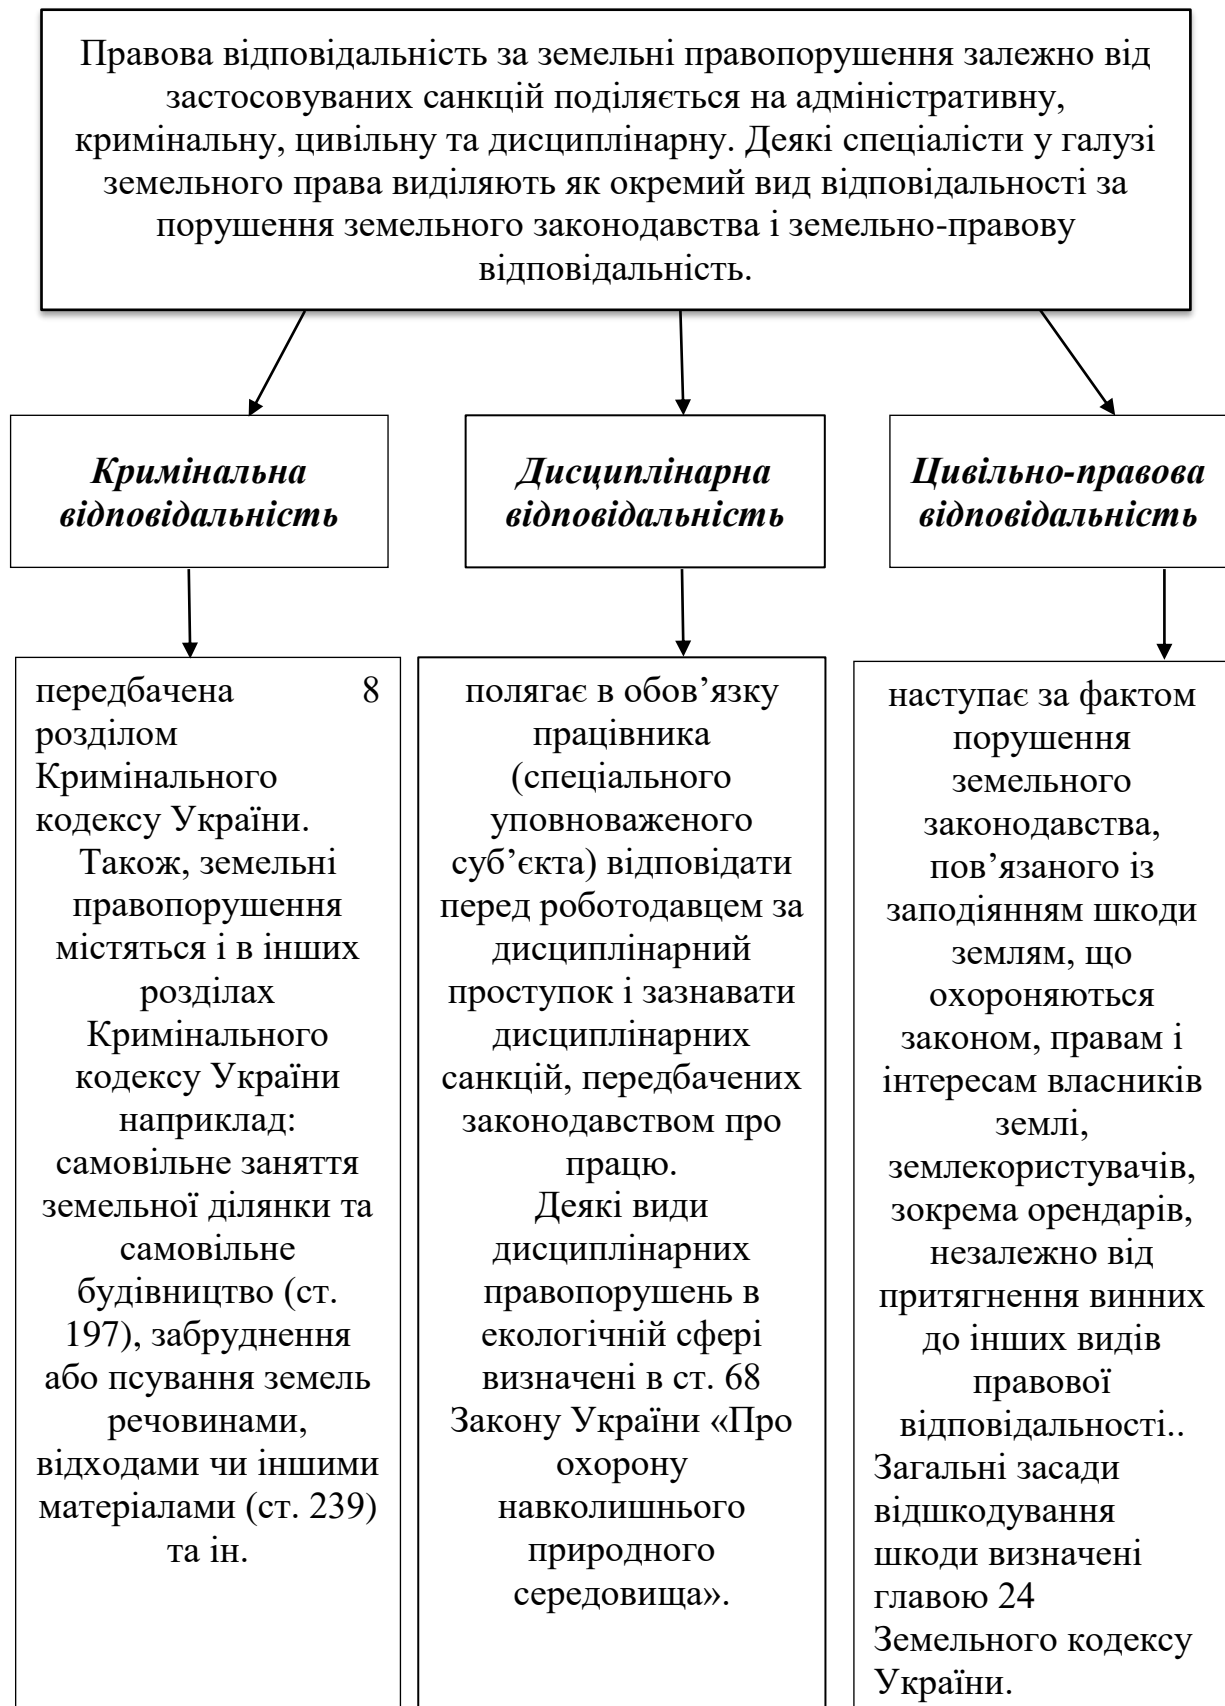 Правова відповідальність за земельні правопорушення залежно від
застосовуваних санкцій поділяється на адміністративну,
кримінальну, цивільну та дисциплінарну. Деякі спеціалісти у галузі
земельного права виділяють як окремий вид відповідальності за
порушення земельного законодавства і земельно-правову
відповідальність.
Кримінальна
відповідальність
Дисциплінарна
відповідальність
Цивільно-правова
відповідальність
передбачена 8
розділом
Кримінального
кодексу України.
Також, земельні
правопорушення
містяться і в інших
розділах
Кримінального
кодексу України
наприклад:
самовільне заняття
земельної ділянки та
самовільне
будівництво (ст.
197), забруднення
або псування земель
речовинами,
відходами чи іншими
матеріалами (ст. 239)
та ін.
полягає в обов’язку
працівника
(спеціального
уповноваженого
суб’єкта) відповідати
перед роботодавцем за
дисциплінарний
проступок і зазнавати
дисциплінарних
санкцій, передбачених
законодавством про
працю.
Деякі види
дисциплінарних
правопорушень в
екологічній сфері
визначені в ст. 68
Закону України «Про
охорону
навколишнього
природного
середовища».
наступає за фактом
порушення
земельного
законодавства,
пов’язаного із
заподіянням шкоди
землям, що
охороняються
законом, правам і
інтересам власників
землі,
землекористувачів,
зокрема орендарів,
незалежно від
притягнення винних
до інших видів
правової
відповідальності..
Загальні засади
відшкодування
шкоди визначені
главою 24
Земельного кодексу
України.